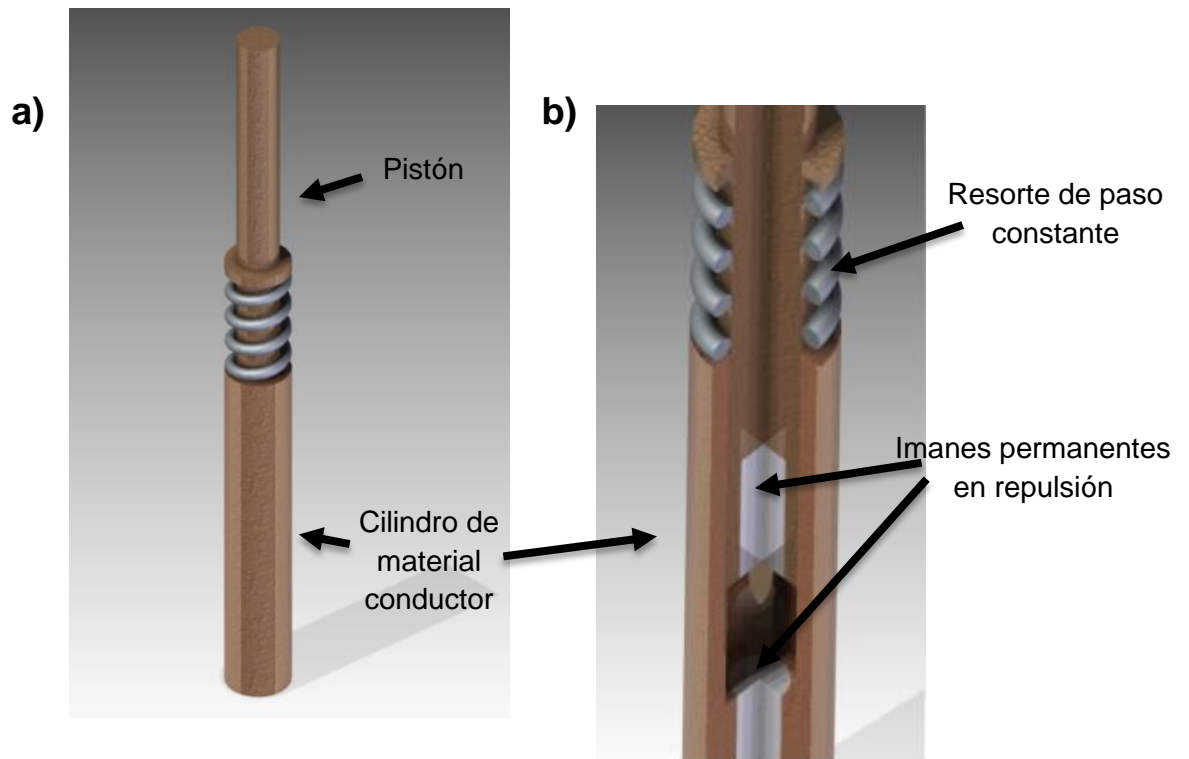 a)
Pistón
Cilindro de
material
conductor
b)
Resorte de paso
constante
Imanes permanentes
en repulsión